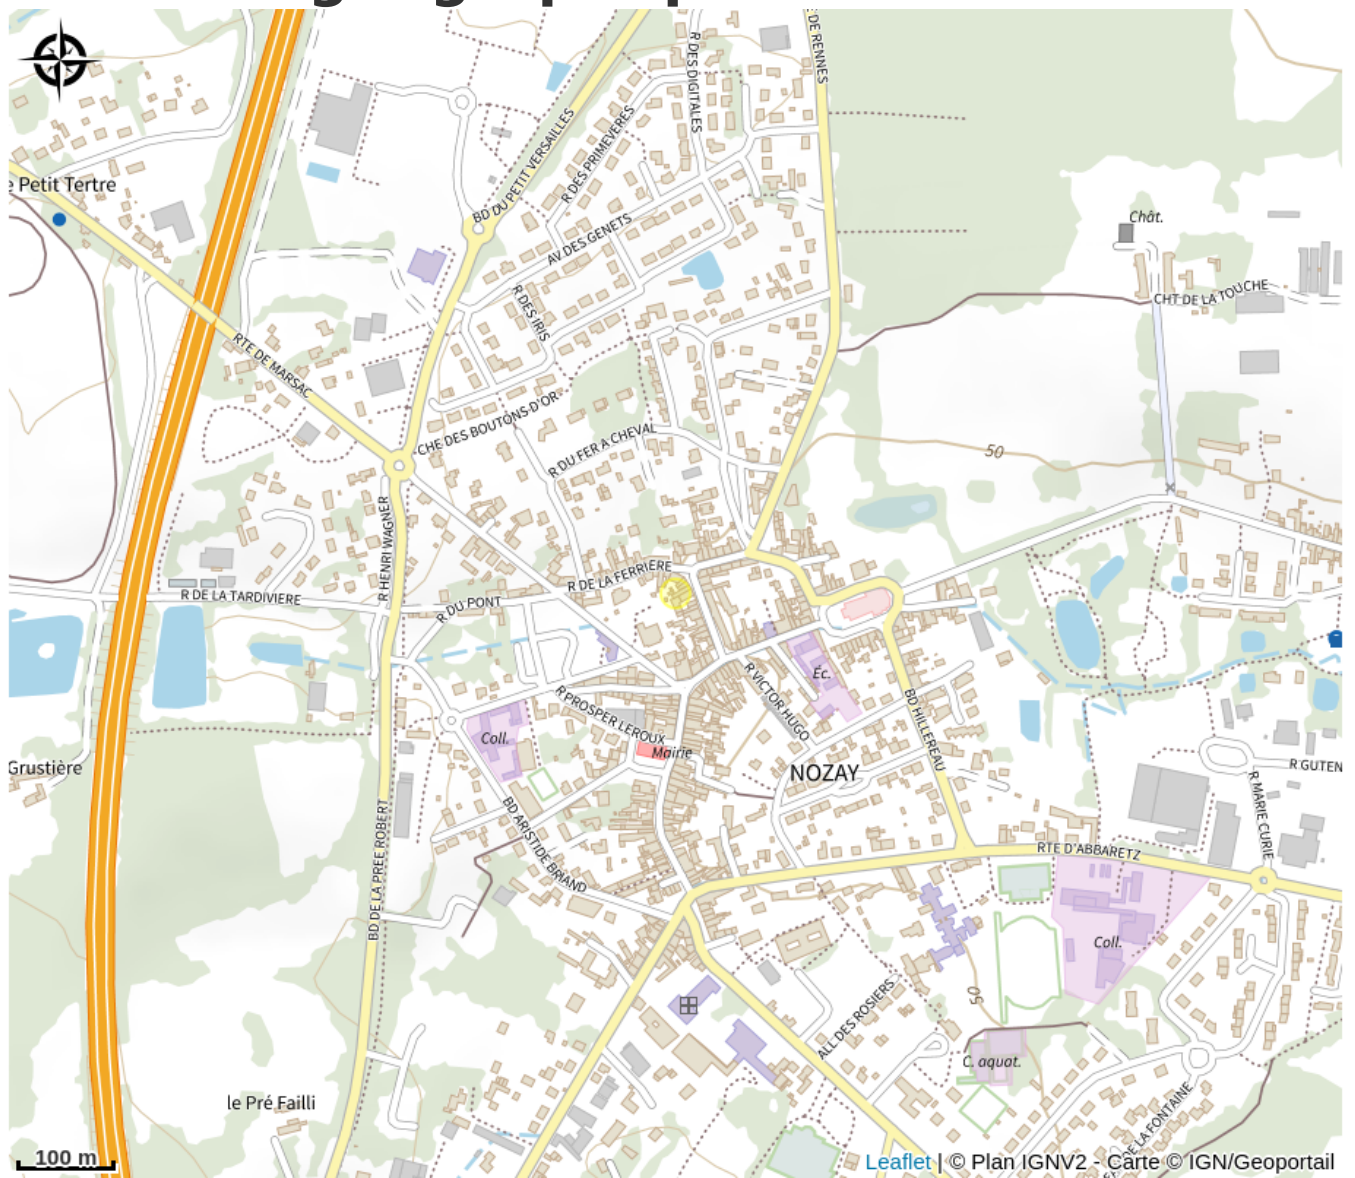 DE RENNES
R DES DIGITALES
R DES PRIMEVERES
BD DU PETIT VERSAILLES
e Petit Tertre
Chât.
AV DES GENETS
CHT DE LA TOUCHE
R DES IRIS
RTE DE MARSAC
CHE DES BOUTONS-D'OR
R DU FER A CHEVAL
50
R HENRI WAGNER
R DE LA FERRIERE
R DE LA TARDIVIERE
R DU PONT
Éc.
R VICTOR HUGO
R PROSPER LEROUX
BD HILLEREAU
Coll.
Mairie
Grustière
NOZAY
R GUTEN
R MARIE CURIE
BD DE LA PREE ROBERT
BD ARISTIDE BRIAND
RTE D'ABBARETZ
Coll.
50
ALL DES ROSIERS
C. aquat.
le Pré Failli
DE LA FONTAINE
100 m
Leaflet | © Plan IGNV2 - Carte © IGN/Geoportail